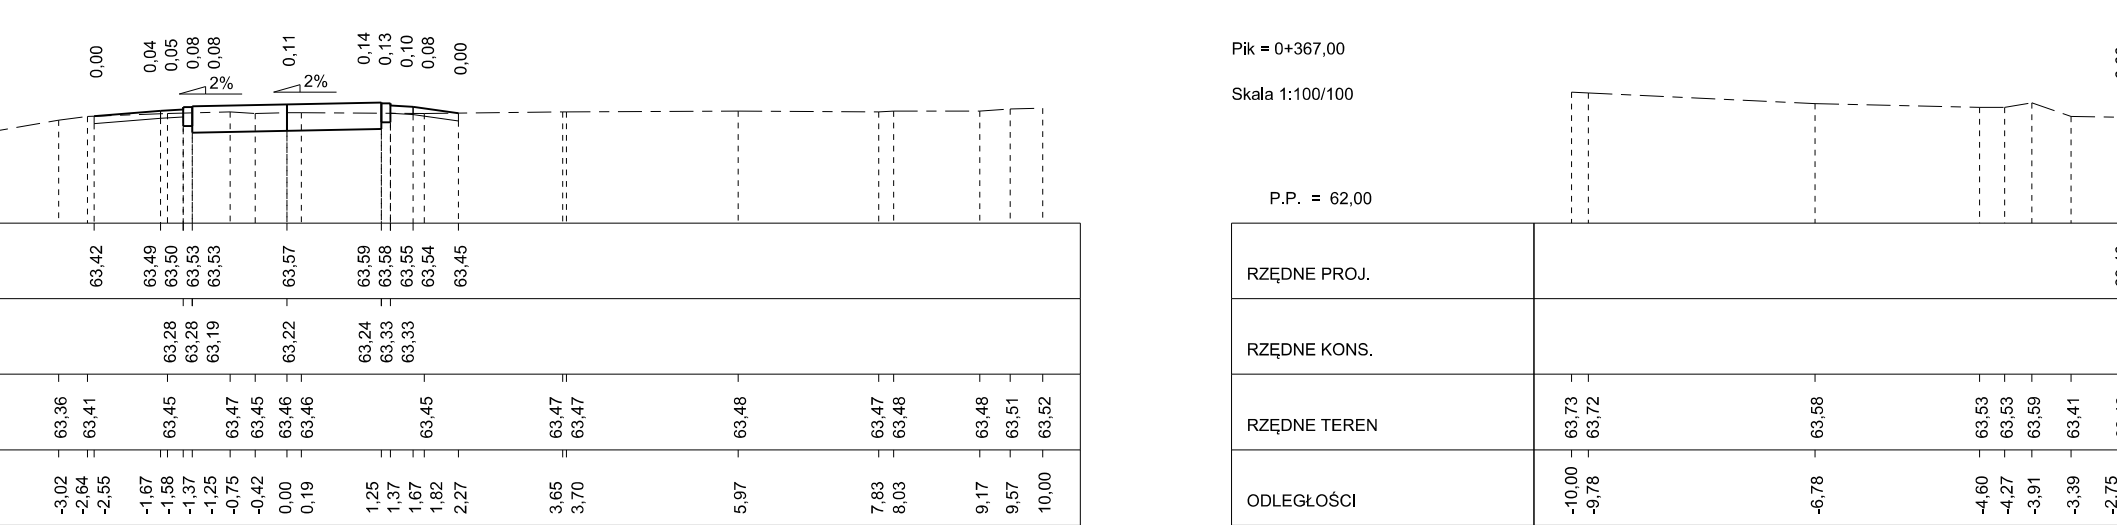 0,00 0,04 0,05 0,08 0,08 0,11 0,14 0,13 0,10 0,08 0,00
2% 2%
63,42 63,49 63,50 63,53 63,53 63,57 63,59 63,58 63,55 63,54 63,45
63,28 63,28 63,19 63,22 63,24 63,33 63,33
63,36 63,41 63,45 63,47 63,45 63,46 63,46 63,45 63,47 63,47 63,48 63,47 63,48 63,48 63,51 63,52
-3,02 -2,64 -2,55 -1,67 -1,58 -1,37 -1,25 -0,75 -0,42 0,00 0,19 1,25 1,37 1,67 1,82 2,27 3,65 3,70 5,97 7,83 8,03 9,17 9,57 10,00
Pik = 0+367,00
Skala 1:100/100
P.P. = 62,00
RZĘDNE PROJ.
RZĘDNE KONS.
RZĘDNE TEREN 63,73 63,72 63,58 63,53 63,53 63,59 63,41
ODLEGŁOŚCI -10,00 -9,78 -6,78 -4,60 -4,27 -3,91 -3,39 -2,75